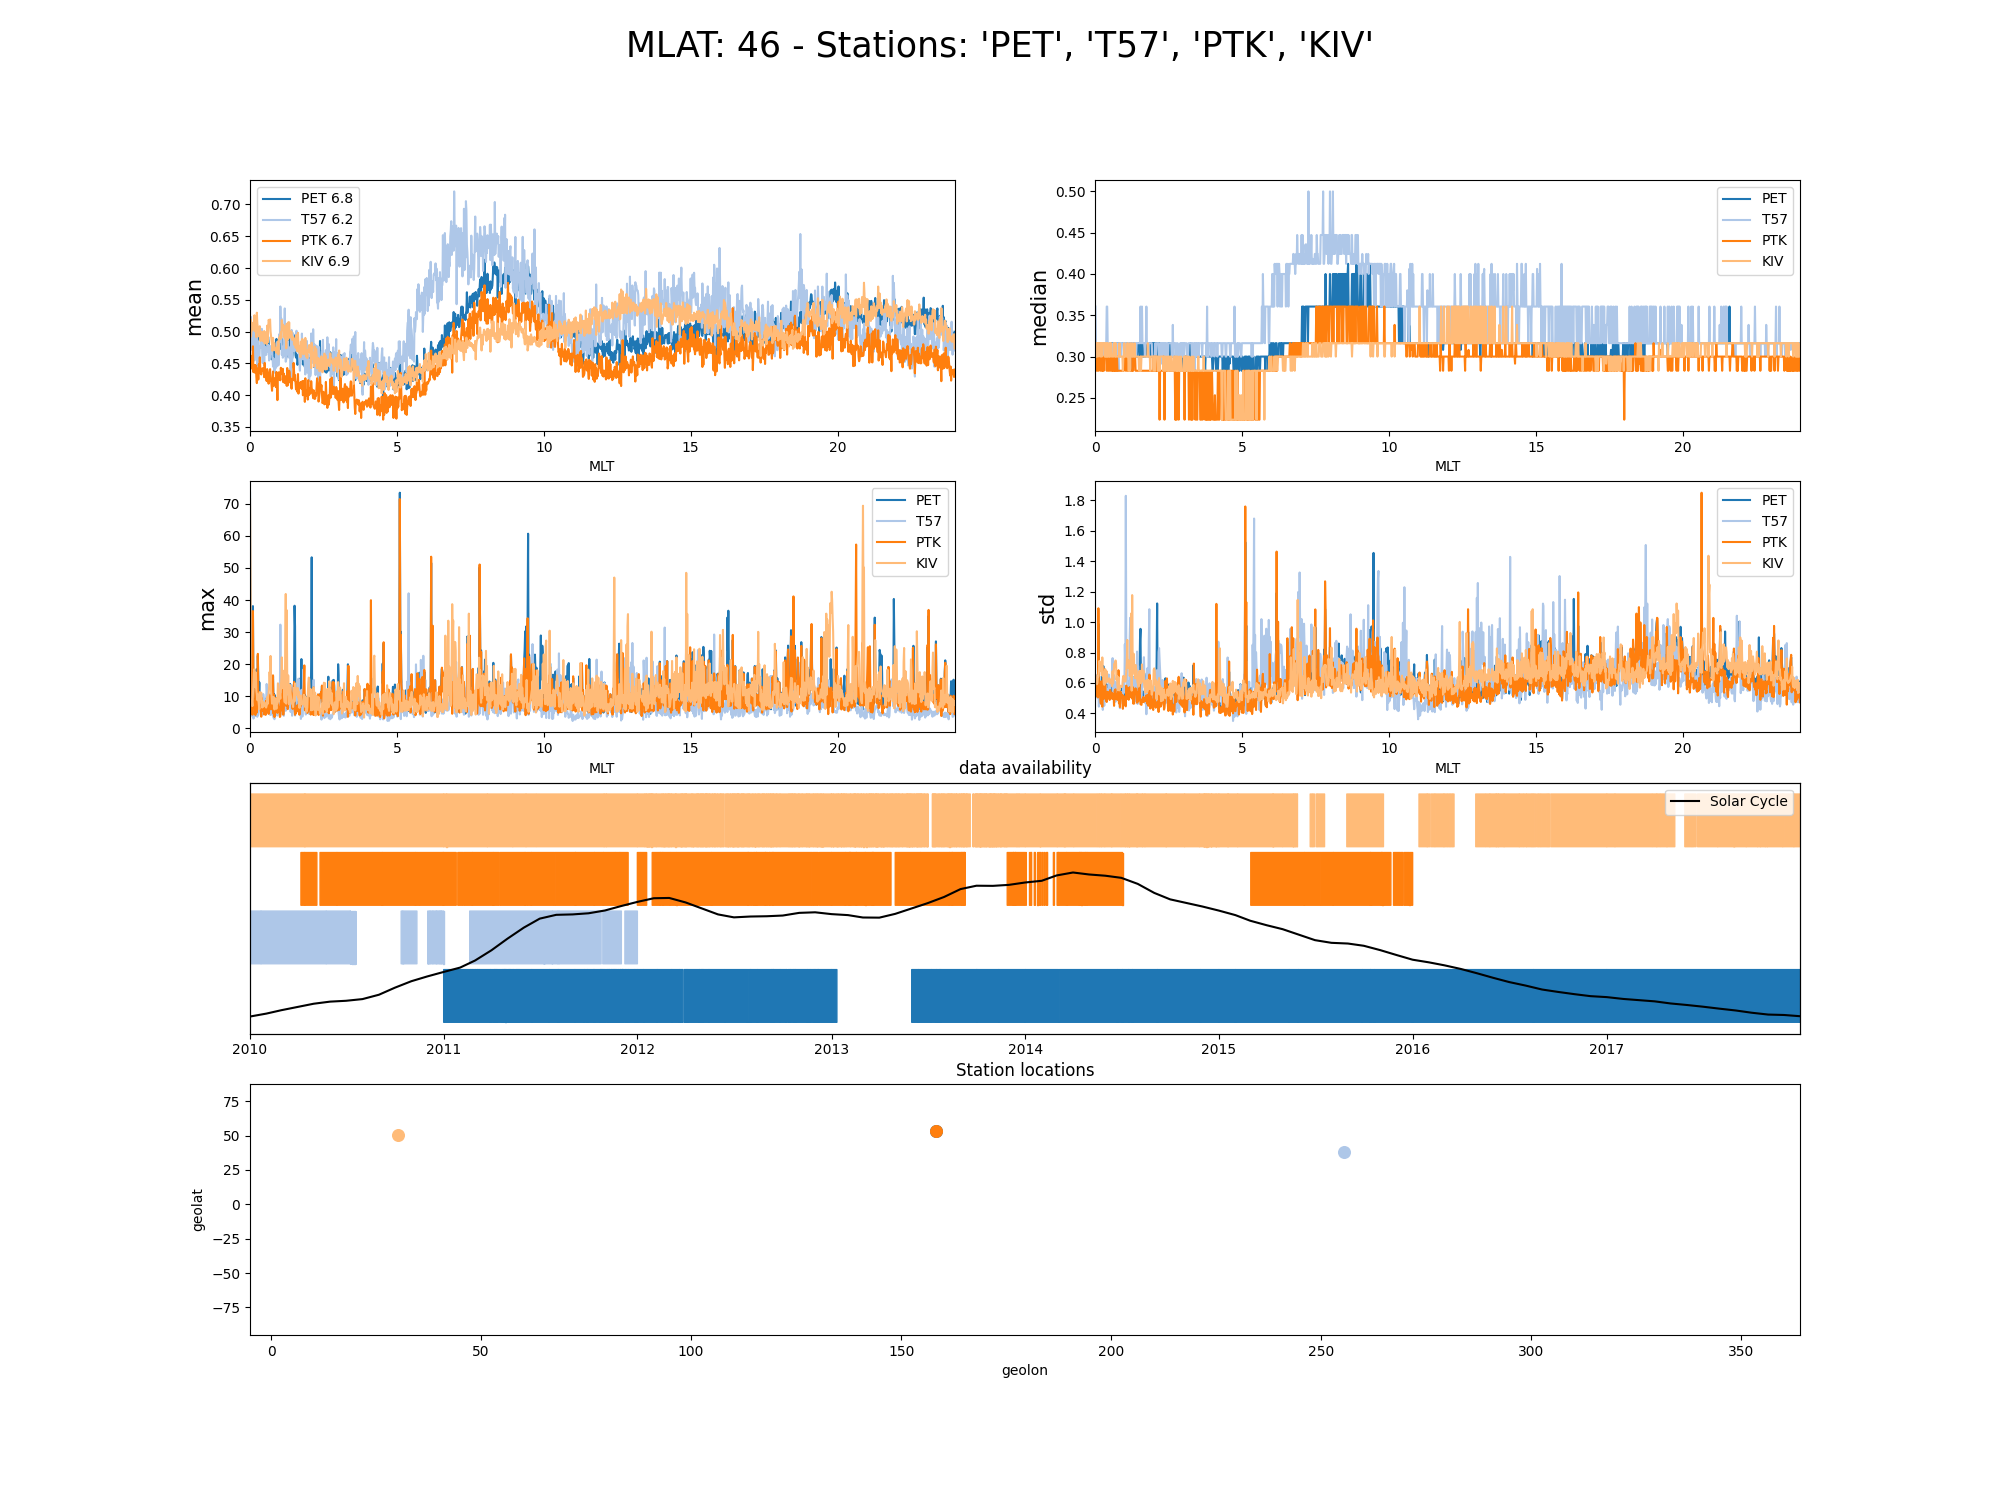 MLAT: 46 - Stations: 'PET', 'T57', 'PTK', 'KIV'
mean
0.70
0.65
0.60
0.55
0.50
0.45
0.40
0.35
PET 6.8
T57 6.2
PTK 6.7
KIV 6.9
0 5 10 15 20
MLT
median
0.50
0.45
0.40
0.35
0.30
0.25
PET
T57
PTK
KIV
0 5 10 15 20
MLT
max
70
60
50
40
30
20
10
0
PET
T57
PTK
KIV
0 5 10 15 20
MLT
std
1.8
1.6
1.4
1.2
1.0
0.8
0.6
0.4
PET
T57
PTK
KIV
0 5 10 15 20
MLT
data availability
Solar Cycle
2010 2011 2012 2013 2014 2015 2016 2017
Station locations
geolat
75
50
25
0
−25
−50
−75
0 50 100 150 200 250 300 350
geolon